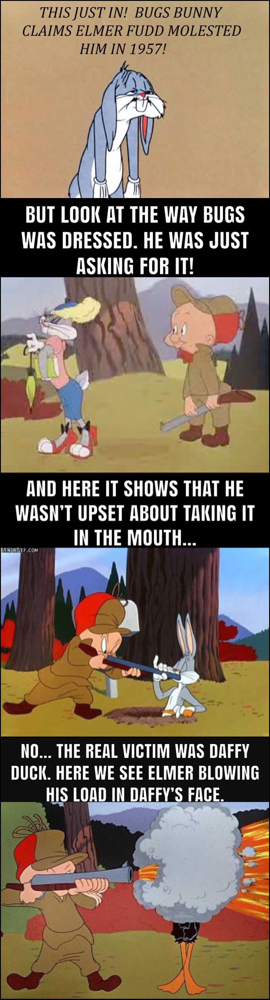 THIS JUST IN! BUGS BUNNY
CLAIMS ELMER FUDD MOLESTED
HIM IN 1957!
BUT LOOK AT THE WAY BUGS
WAS DRESSED. HE WAS JUST
ASKING FOR IT!
AND HERE IT SHOWS THAT HE
WASN'T UPSET ABOUT TAKING IT
IN THE MOUTH...
SENORGIF.COM
NO... THE REAL VICTIM WAS DAFFY
DUCK. HERE WE SEE ELMER BLOWING
HIS LOAD IN DAFFY'S FACE.